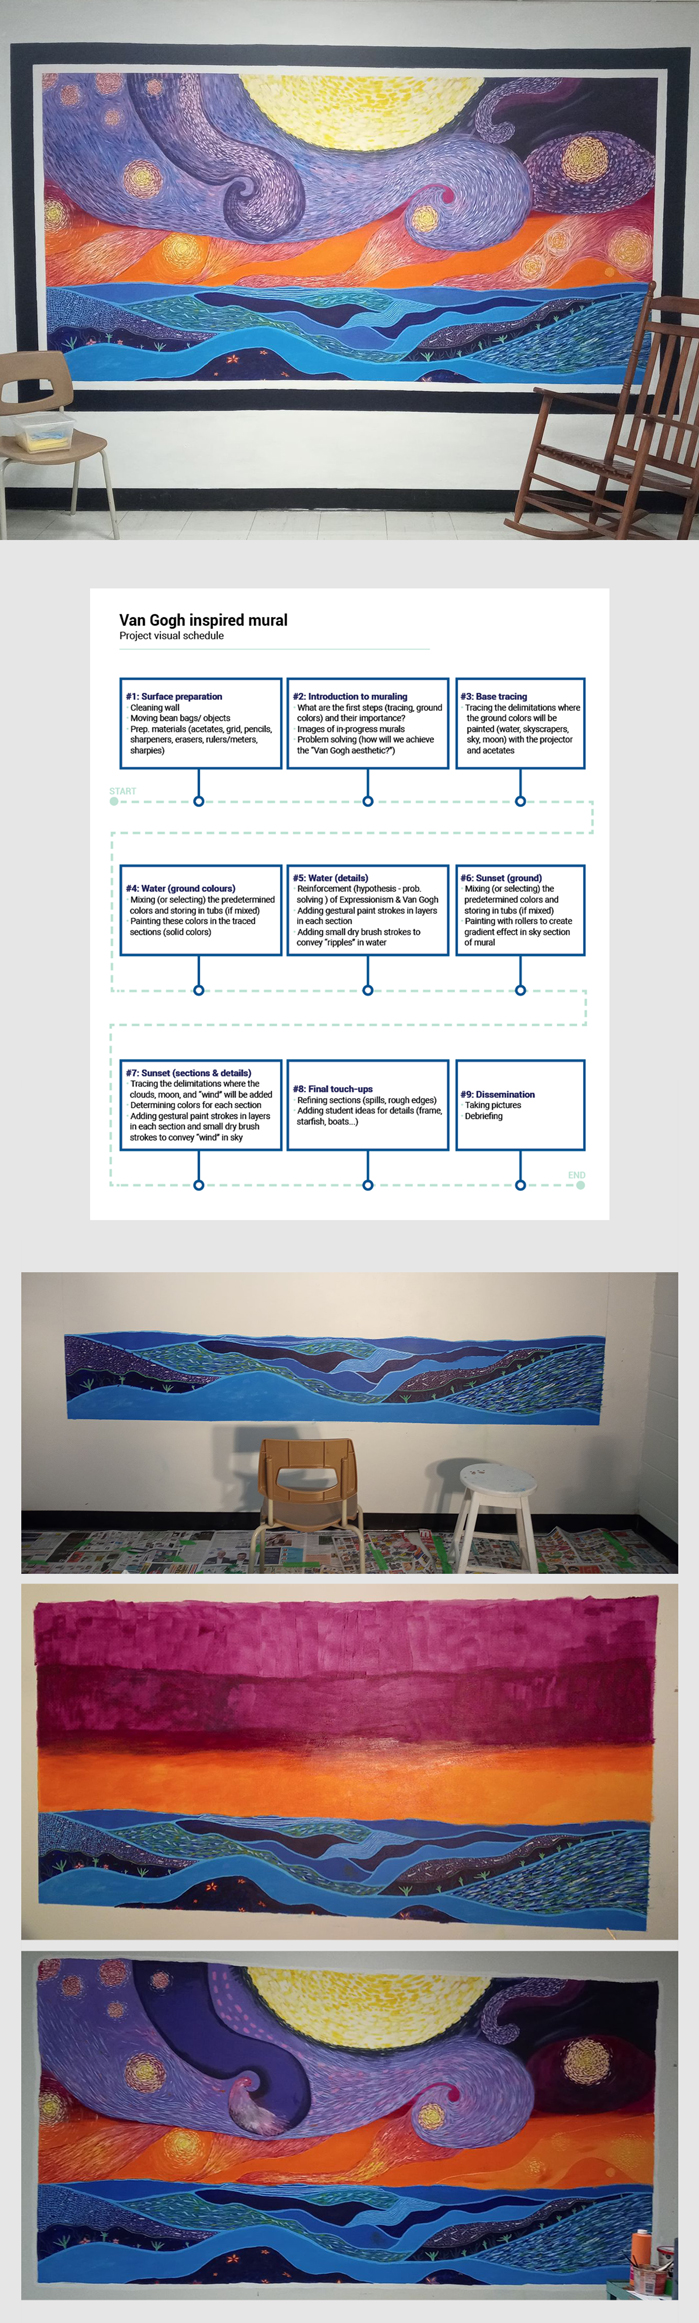 Van Gogh inspired mural
Project visual schedule
#1: Surface preparation
· Cleaning wall
· Moving bean bags/ objects
· Prep. materials (acetates, grid, pencils,
sharpeners, erasers, rulers/meters,
sharpies)
#2: Introduction to muraling
· What are the first steps (tracing, ground
colors) and their importance?
· Images of in-progress murals
· Problem solving (how will we achieve
the "Van Gogh aesthetic?")
#3: Base tracing
· Tracing the delimitations where
the ground colors will be
painted (water, skyscrapers,
sky, moon) with the projector
and acetates
START
#4: Water (ground colours)
· Mixing (or selecting) the predetermined
colors and storing in tubs (if mixed)
· Painting these colors in the traced
sections (solid colors)
#5: Water (details)
· Reinforcement (hypothesis - prob.
solving ) of Expressionism & Van Gogh
· Adding gestural paint strokes in layers
in each section
· Adding small dry brush strokes to
convey "ripples" in water
#6: Sunset (ground)
· Mixing (or selecting) the
predetermined colors and
storing in tubs (if mixed)
· Painting with rollers to create
gradient effect in sky section
of mural
#7: Sunset (sections & details)
· Tracing the delimitations where the
clouds, moon, and "wind" will be added
· Determining colors for each section
· Adding gestural paint strokes in layers
in each section and small dry brush
strokes to convey "wind" in sky
#8: Final touch-ups
· Refining sections (spills, rough edges)
· Adding student ideas for details (frame,
starfish, boats...)
#9: Dissemination
· Taking pictures
· Debriefing
END